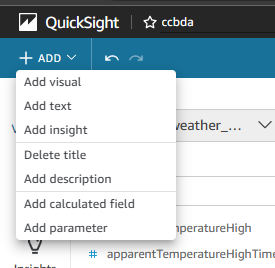 QuickSight
ccbda
+ ADD
Add visual
Add text
Add insight
Delete title
Add description
Add calculated field
Add parameter
weather_...
mperatureHigh
# apparentTemperatureHighTime
Insights